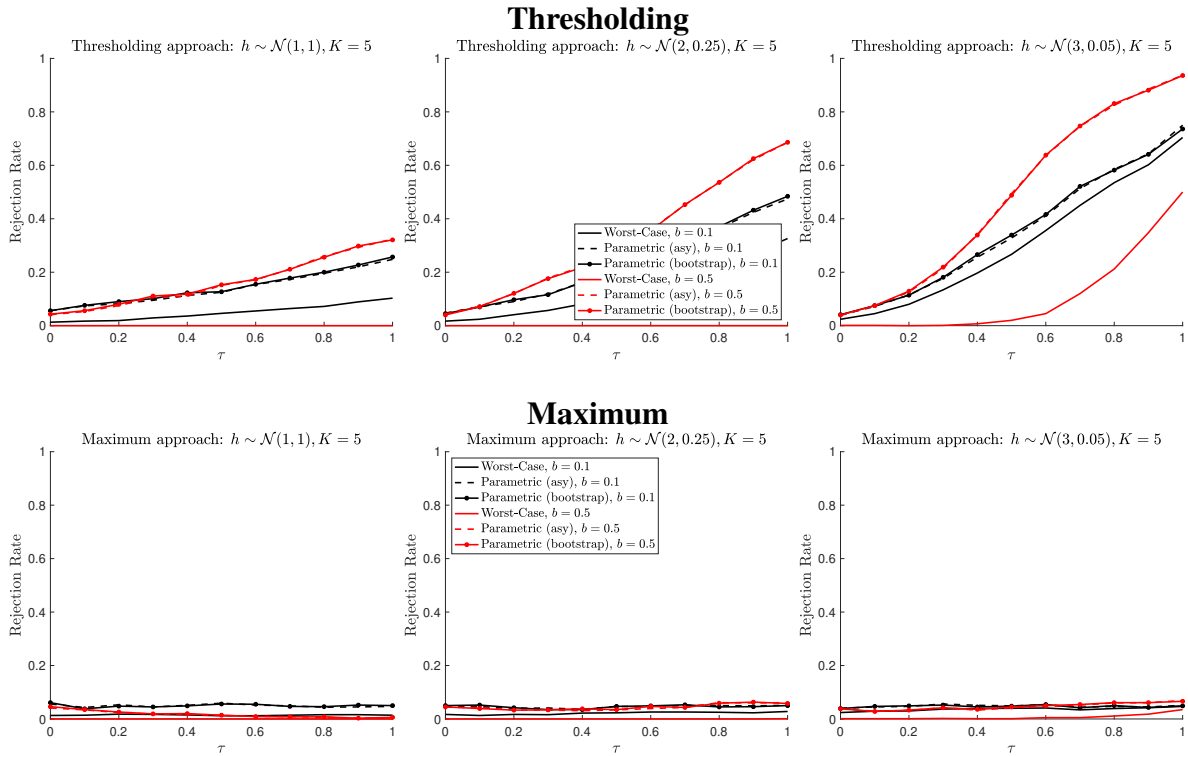 Thresholding
Thresholding approach: h ∼ 𝒩(1, 1), K = 5
Rejection Rate
1
0.8
0.6
0.4
0.2
0
0 0.2 0.4 0.6 0.8 1
τ
Thresholding approach: h ∼ 𝒩(2, 0.25), K = 5
Rejection Rate
1
0.8
0.6
0.4
0.2
0
Worst-Case, b = 0.1
Parametric (asy), b = 0.1
Parametric (bootstrap), b = 0.1
Worst-Case, b = 0.5
Parametric (asy), b = 0.5
Parametric (bootstrap), b = 0.5
0 0.2 0.4 0.6 0.8 1
τ
Thresholding approach: h ∼ 𝒩(3, 0.05), K = 5
Rejection Rate
1
0.8
0.6
0.4
0.2
0
0 0.2 0.4 0.6 0.8 1
τ
Maximum
Maximum approach: h ∼ 𝒩(1, 1), K = 5
Rejection Rate
1
0.8
0.6
0.4
0.2
0
0 0.2 0.4 0.6 0.8 1
τ
Maximum approach: h ∼ 𝒩(2, 0.25), K = 5
Rejection Rate
1
0.8
0.6
0.4
0.2
0
Worst-Case, b = 0.1
Parametric (asy), b = 0.1
Parametric (bootstrap), b = 0.1
Worst-Case, b = 0.5
Parametric (asy), b = 0.5
Parametric (bootstrap), b = 0.5
0 0.2 0.4 0.6 0.8 1
τ
Maximum approach: h ∼ 𝒩(3, 0.05), K = 5
Rejection Rate
1
0.8
0.6
0.4
0.2
0
0 0.2 0.4 0.6 0.8 1
τ